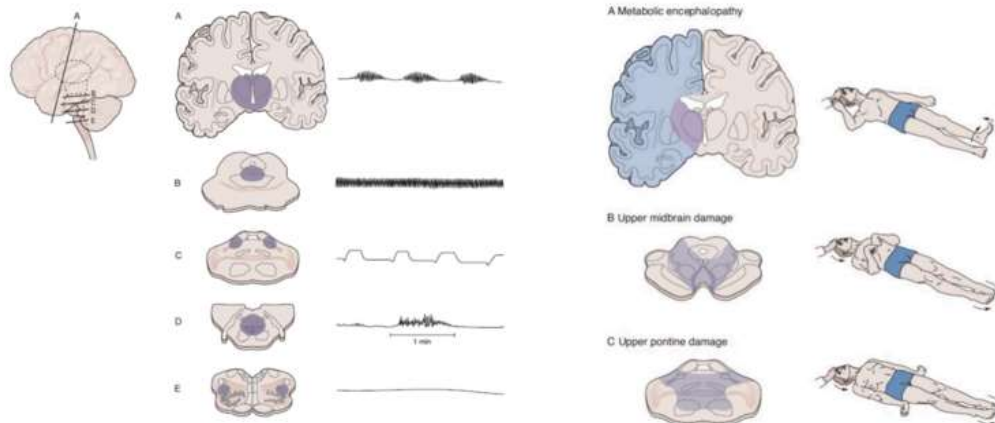 A
A
B
C
D
1 min
E
A Metabolic encephalopathy
B Upper midbrain damage
C Upper pontine damage